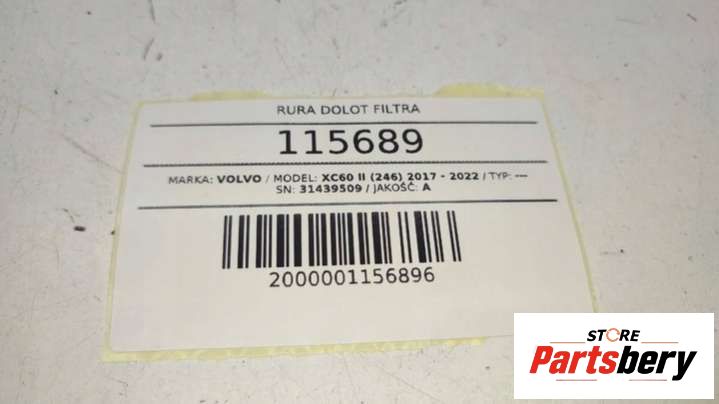 RURA DOLOT FILTRA
115689
MARKA: VOLVO / MODEL: XC60 II (246) 2017 - 2022 / TYP: ---
SN: 31439509 / JAKOŚĆ: A
2000001156896
STORE
Partsbery